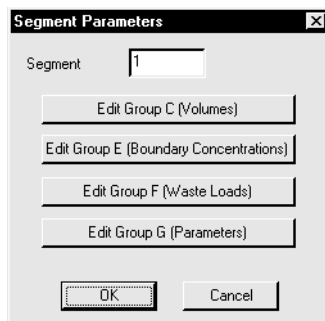 Segment Parameters
Segment 1
Edit Group C (Volumes)
Edit Group E (Boundary Concentrations)
Edit Group F (Waste Loads)
Edit Group G (Parameters)
OK Cancel